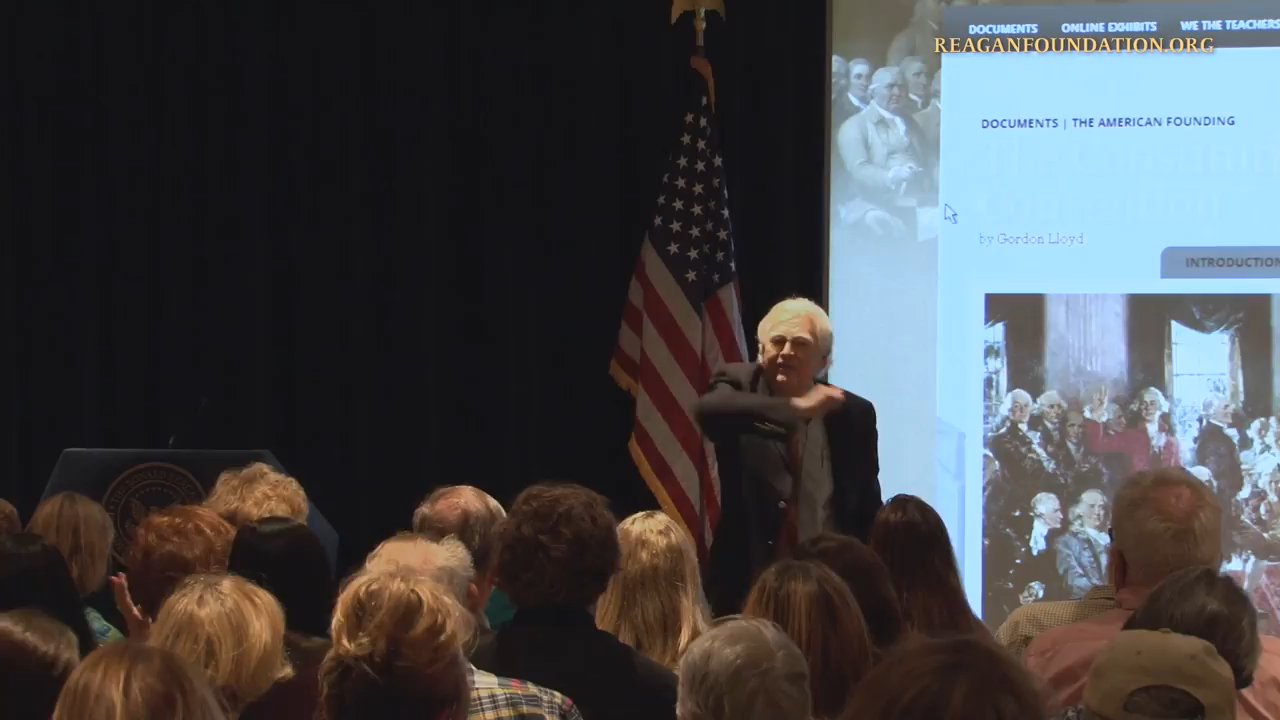 DOCUMENTS ONLINE EXHIBITS WE THE TEACHERS
REAGANFOUNDATION.ORG
DOCUMENTS | THE AMERICAN FOUNDING
by Gordon Lloyd
INTRODUCTION